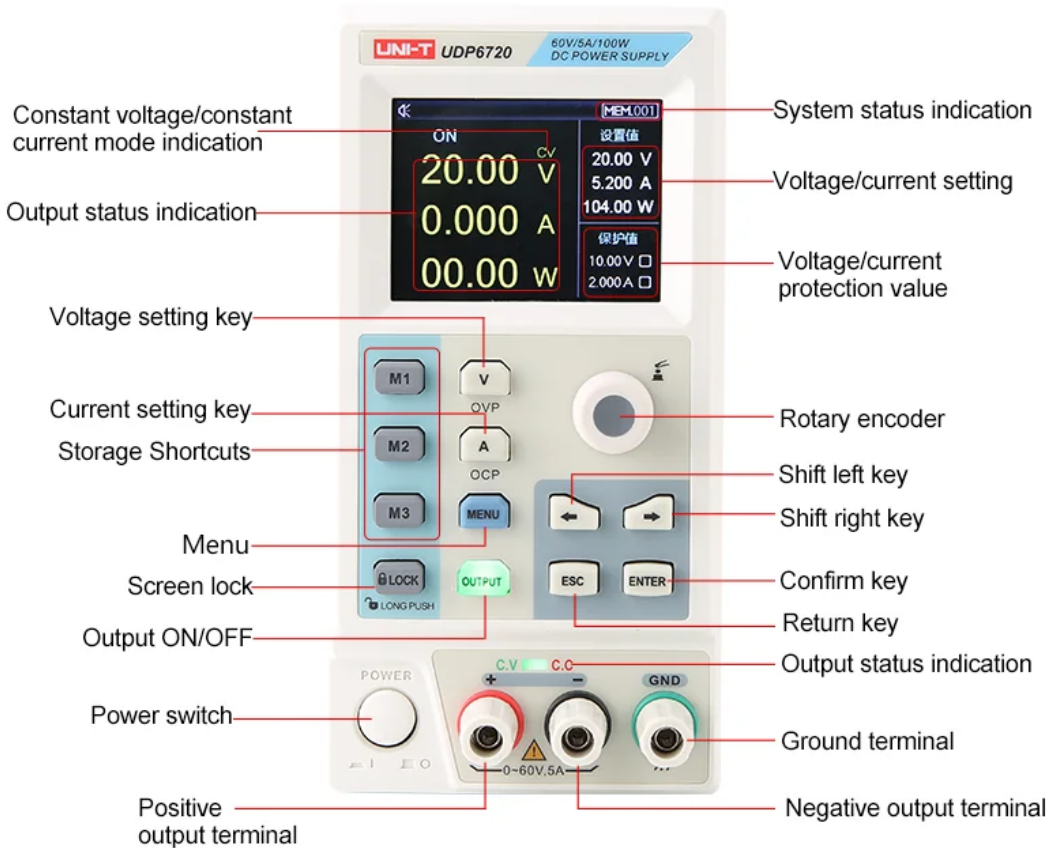 UNI-T UDP6720
60V/5A/100W
DC POWER SUPPLY
MEM.001
ON
CV
20.00 V
0.000 A
00.00 W
设置值
20.00 V
5.200 A
104.00 W
保护值
10.00 V
2.000 A
Constant voltage/constant
current mode indication
Output status indication
Voltage setting key
Current setting key
Storage Shortcuts
Menu
Screen lock
Output ON/OFF
Power switch
Positive
output terminal
System status indication
Voltage/current setting
Voltage/current
protection value
Rotary encoder
Shift left key
Shift right key
Confirm key
Return key
Output status indication
Ground terminal
Negative output terminal
M1
V
OVP
M2
A
OCP
M3
MENU
LOCK
LONG PUSH
OUTPUT
ESC
ENTER
POWER
I
O
C.V
C.C
+
−
GND
0~60V.5A